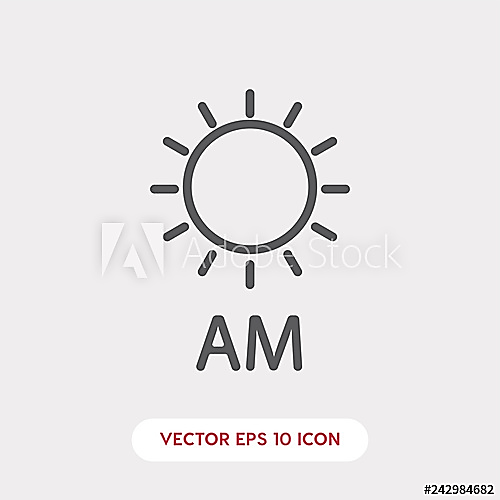 Adobe Stock
AM
VECTOR EPS 10 ICON
#242984682